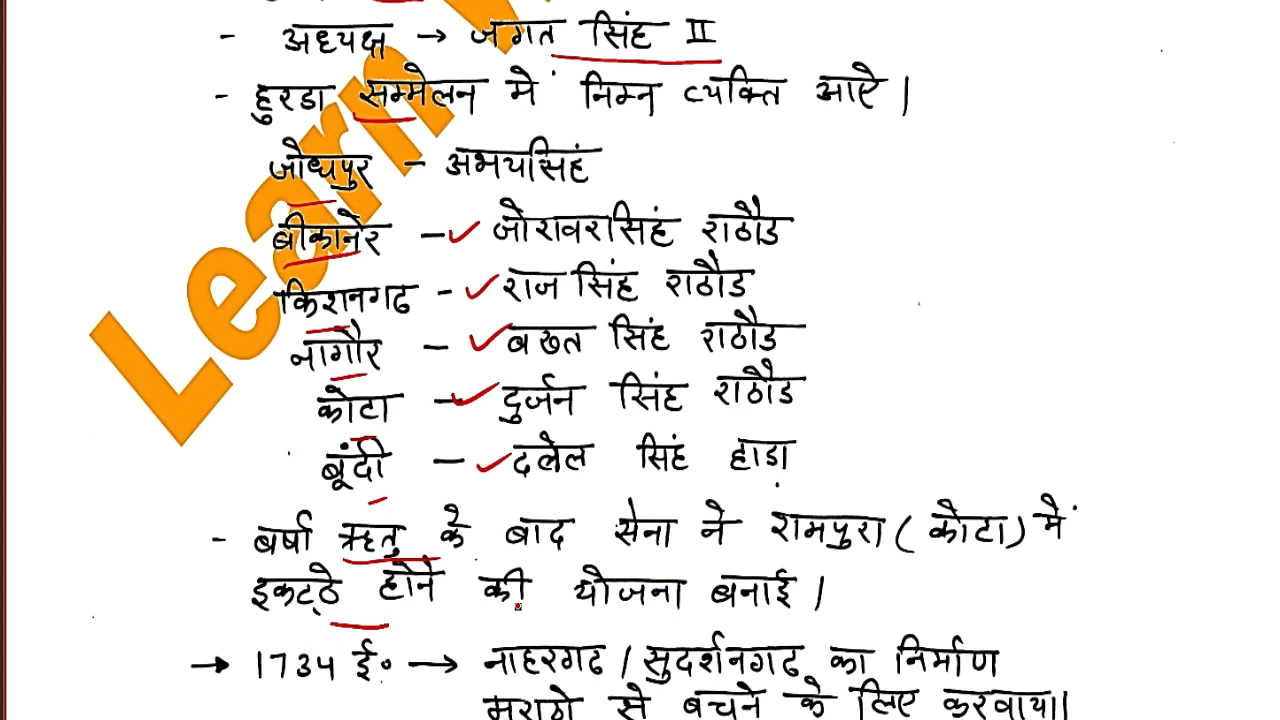 - अध्यक्ष → जगत सिंह II
- हुरडा सम्मेलन में निम्न व्यक्ति आऐ।
जोधपुर - अभयसिंह
बीकानेर - ✓ जोरावरसिंह राठौड
किशनगढ - ✓ राज सिंह राठौड
नागौर - ✓ बख्त सिंह राठौड
कोटा - ✓ दुर्जन सिंह राठौड
बूंदी - ✓ दलेल सिंह हाडा
- बर्षा ऋतु के बाद सेना ने रामपुरा (कोटा) में
इकट्ठे होने की योजना बनाई।
→ 1734 ई. → नाहरगढ / सुदर्शनगढ का निर्माण
मराठो से बचने के लिए करवाया।
Learn